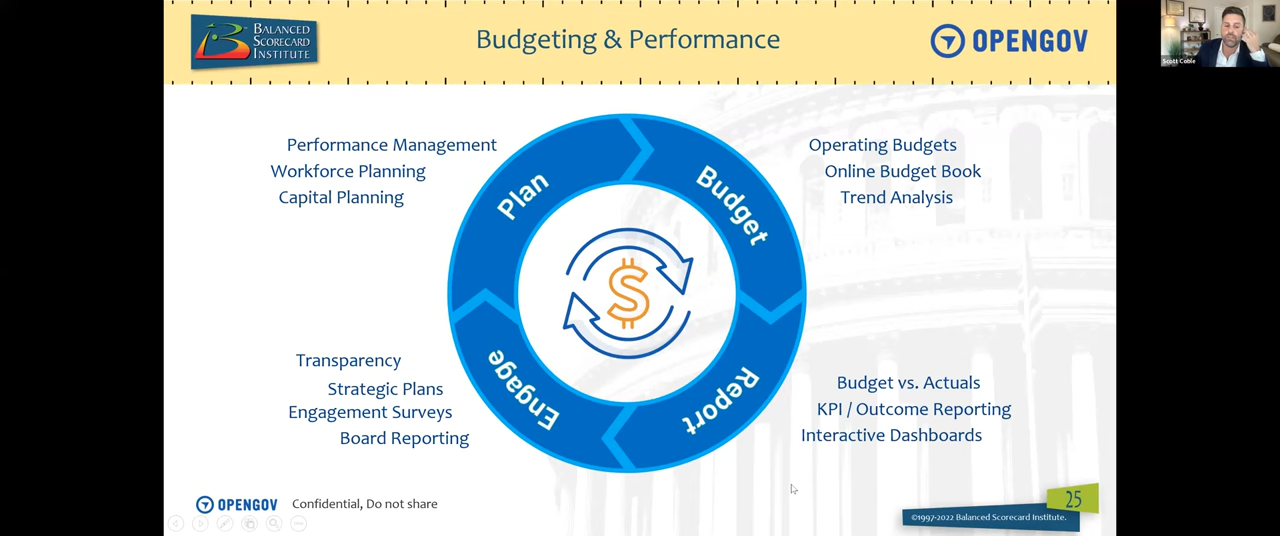 BALANCED
SCORECARD
INSTITUTE
Budgeting & Performance
OPENGOV
Scott Coble
Performance Management
Workforce Planning
Capital Planning
Plan
Budget
Operating Budgets
Online Budget Book
Trend Analysis
$
Transparency
Strategic Plans
Engagement Surveys
Board Reporting
Engage
Report
Budget vs. Actuals
KPI / Outcome Reporting
Interactive Dashboards
OPENGOV Confidential, Do not share
25
©1997-2022 Balanced Scorecard Institute.